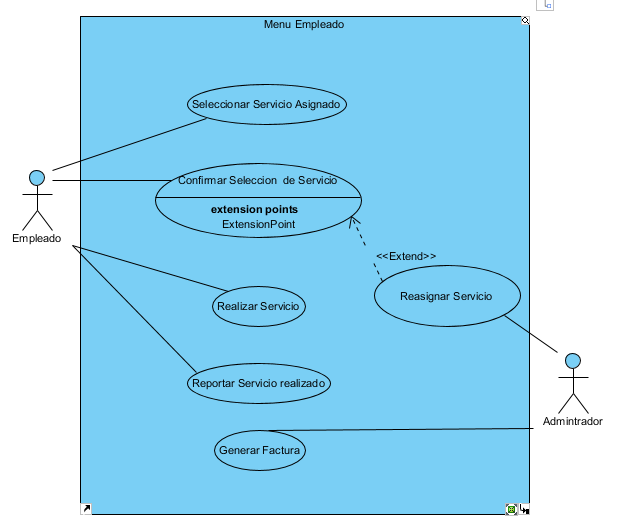 Menu Empleado
Seleccionar Servicio Asignado
Confirmar Seleccion de Servicio
extension points
ExtensionPoint
Empleado
<<Extend>>
Reasignar Servicio
Realizar Servicio
Reportar Servicio realizado
Admintrador
Generar Factura